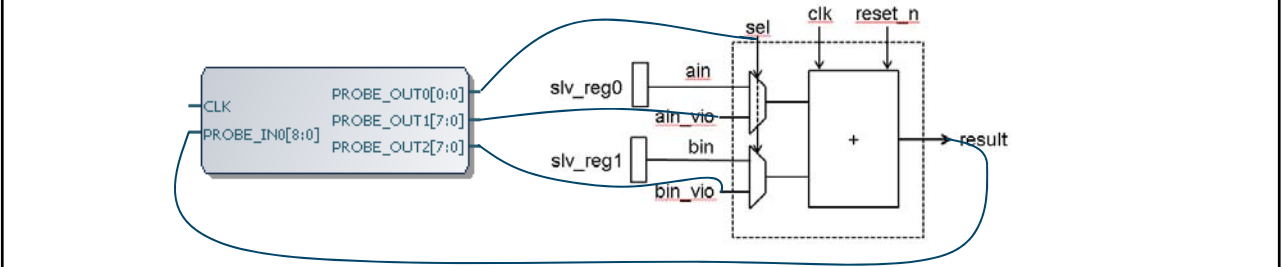 CLK
PROBE_IN0[8:0]
PROBE_OUT0[0:0]
PROBE_OUT1[7:0]
PROBE_OUT2[7:0]
sel
clk
reset_n
slv_reg0
ain
ain_vio
slv_reg1
bin
bin_vio
+
result